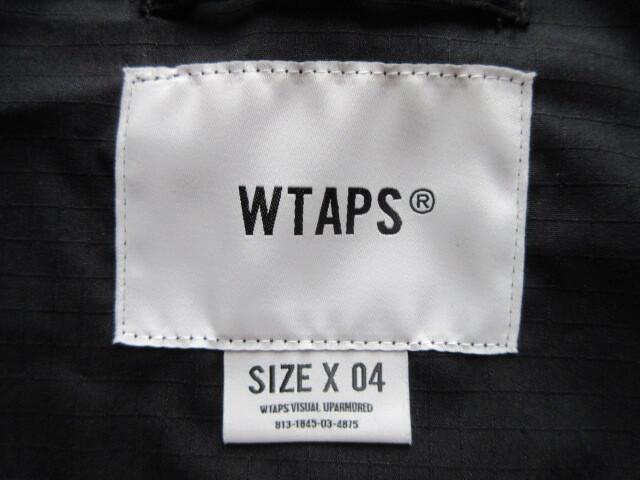 WTAPS®
SIZE X 04
WTAPS VISUAL UPARMORED
813-1845-03-4875